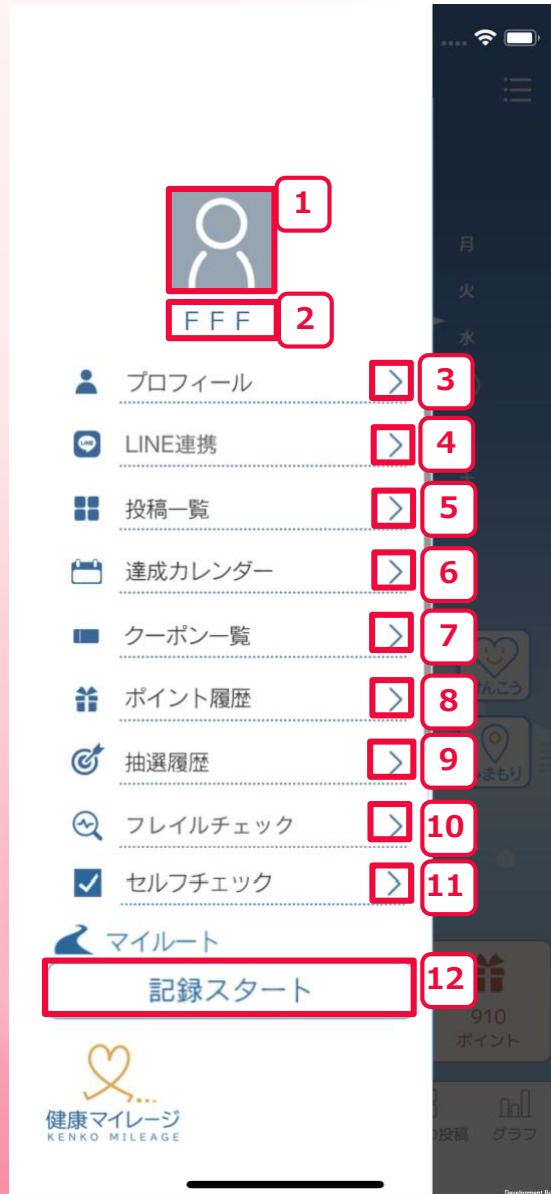 1
FFF
2
プロフィール
3
LINE連携
4
投稿一覧
5
達成カレンダー
6
クーポン一覧
7
ポイント履歴
8
抽選履歴
9
フレイルチェック
10
セルフチェック
11
マイルート
記録スタート
12
健康マイレージ
KENKO MILEAGE
月
火
水
910
ポイント
グラフ